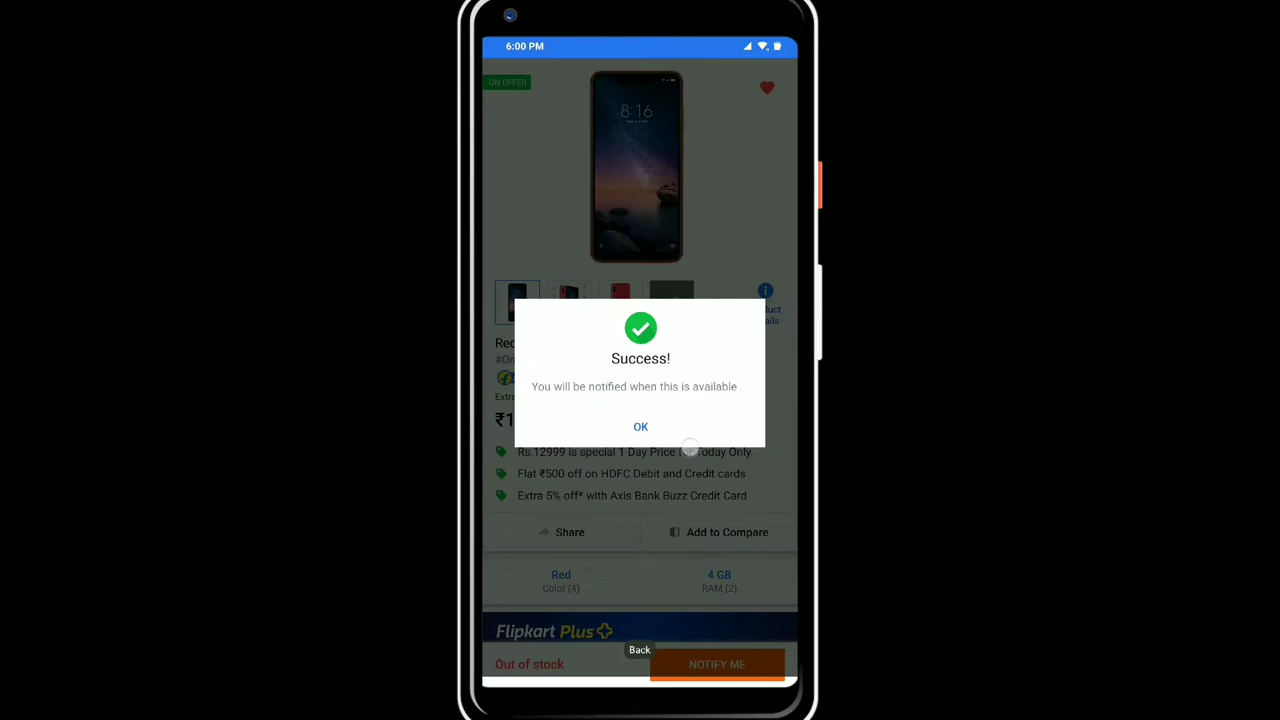 6:00 PM
ON OFFER
8:16
Success!
You will be notified when this is available
OK
Extr
₹1
Rs.12999 is special 1 Day Price Today Only
Flat ₹500 off on HDFC Debit and Credit cards
Extra 5% off* with Axis Bank Buzz Credit Card
Share
Add to Compare
Red
4 GB
Color (4)
RAM (2)
Flipkart Plus
Back
Out of stock
NOTIFY ME